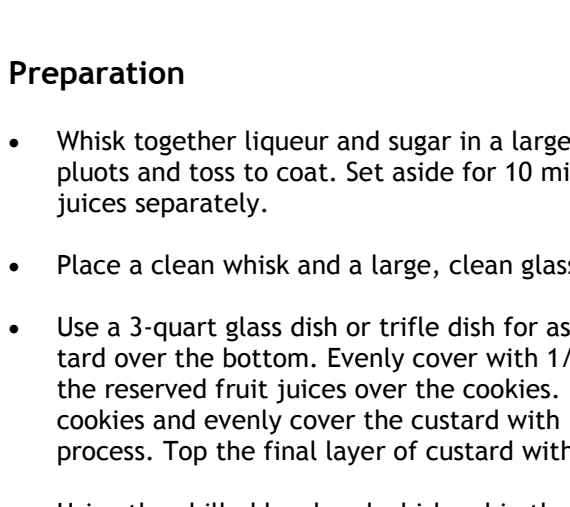 Preparation
• Whisk together liqueur and sugar in a large
pluots and toss to coat. Set aside for 10 mi
juices separately.
• Place a clean whisk and a large, clean glass
• Use a 3-quart glass dish or trifle dish for as
tard over the bottom. Evenly cover with 1/
the reserved fruit juices over the cookies.
cookies and evenly cover the custard with
process. Top the final layer of custard with